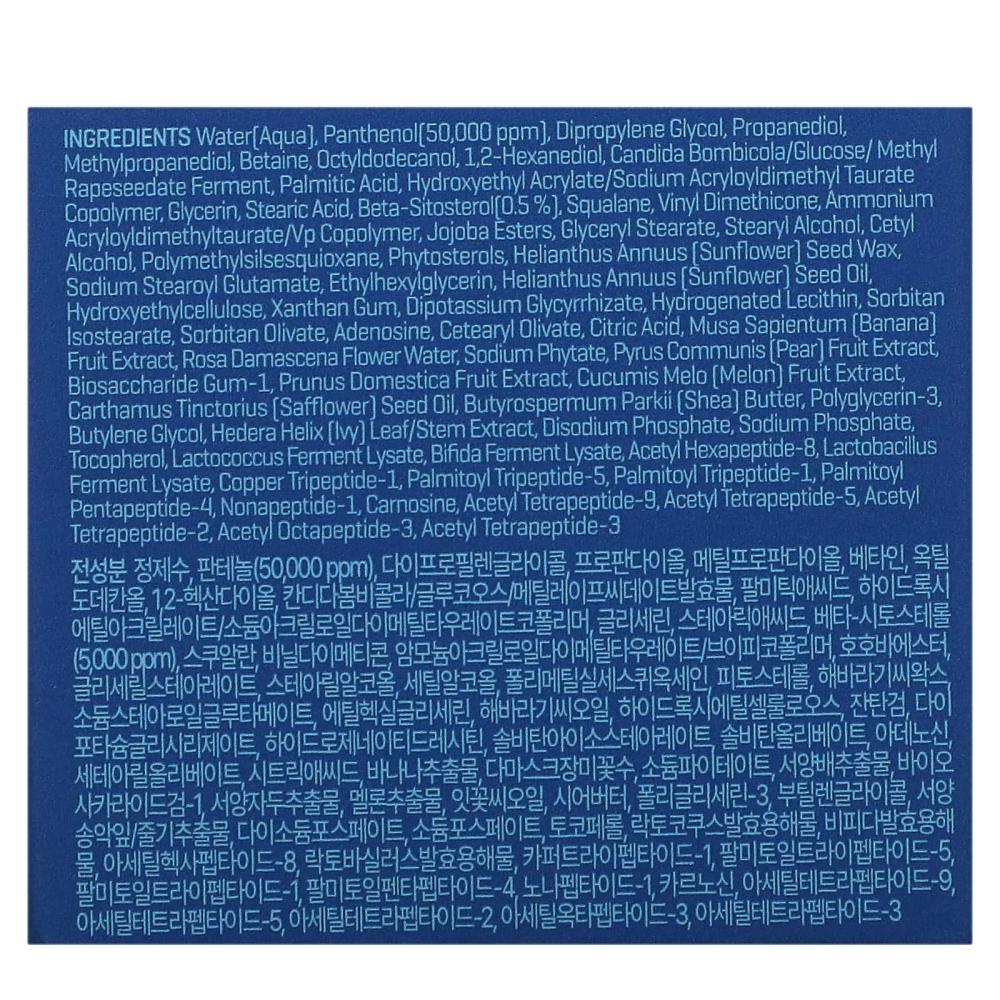 INGREDIENTS Water(Aqua), Panthenol(50,000 ppm), Dipropylene Glycol, Propanediol,
Methylpropanediol, Betaine, Octyldodecanol, 1,2-Hexanediol, Candida Bombicola/Glucose/ Methyl
Rapeseedate Ferment, Palmitic Acid, Hydroxyethyl Acrylate/Sodium Acryloyldimethyl Taurate
Copolymer, Glycerin, Stearic Acid, Beta-Sitosterol(0.5 %), Squalane, Vinyl Dimethicone, Ammonium
Acryloyldimethyltaurate/Vp Copolymer, Jojoba Esters, Glyceryl Stearate, Stearyl Alcohol, Cetyl
Alcohol, Polymethylsilsesquioxane, Phytosterols, Helianthus Annuus (Sunflower) Seed Wax,
Sodium Stearoyl Glutamate, Ethylhexylglycerin, Helianthus Annuus (Sunflower) Seed Oil,
Hydroxyethylcellulose, Xanthan Gum, Dipotassium Glycyrrhizate, Hydrogenated Lecithin, Sorbitan
Isostearate, Sorbitan Olivate, Adenosine, Cetearyl Olivate, Citric Acid, Musa Sapientum (Banana)
Fruit Extract, Rosa Damascena Flower Water, Sodium Phytate, Pyrus Communis (Pear) Fruit Extract,
Biosaccharide Gum-1, Prunus Domestica Fruit Extract, Cucumis Melo (Melon) Fruit Extract,
Carthamus Tinctorius (Safflower) Seed Oil, Butyrospermum Parkii (Shea) Butter, Polyglycerin-3,
Butylene Glycol, Hedera Helix (Ivy) Leaf/Stem Extract, Disodium Phosphate, Sodium Phosphate,
Tocopherol, Lactococcus Ferment Lysate, Bifida Ferment Lysate, Acetyl Hexapeptide-8, Lactobacillus
Ferment Lysate, Copper Tripeptide-1, Palmitoyl Tripeptide-5, Palmitoyl Tripeptide-1, Palmitoyl
Pentapeptide-4, Nonapeptide-1, Carnosine, Acetyl Tetrapeptide-9, Acetyl Tetrapeptide-5, Acetyl
Tetrapeptide-2, Acetyl Octapeptide-3, Acetyl Tetrapeptide-3
전성분 정제수, 판테놀(50,000 ppm), 다이프로필렌글라이콜, 프로판다이올, 메틸프로판다이올, 베타인, 옥틸
도데칸올, 1,2-헥산다이올, 칸디다봄비콜라/글루코오스/메틸레이프씨데이트발효물, 팔미틱애씨드, 하이드록시
에틸아크릴레이트/소듐아크릴로일다이메틸타우레이트코폴리머, 글리세린, 스테아릭애씨드, 베타-시토스테롤
(5,000 ppm), 스쿠알란, 비닐다이메티콘, 암모늄아크릴로일다이메틸타우레이트/브이피코폴리머, 호호바에스터,
글리세릴스테아레이트, 스테아릴알코올, 세틸알코올, 폴리메틸실세스퀴옥세인, 피토스테롤, 해바라기씨왁스,
소듐스테아로일글루타메이트, 에틸헥실글리세린, 해바라기씨오일, 하이드록시에틸셀룰로오스, 잔탄검, 다이
포타슘글리시리제이트, 하이드로제네이티드레시틴, 솔비탄아이소스테아레이트, 솔비탄올리베이트, 아데노신,
세테아릴올리베이트, 시트릭애씨드, 바나나추출물, 다마스크장미꽃수, 소듐파이테이트, 서양배추출물, 바이오
사카라이드검-1, 서양자두추출물, 멜론추출물, 잇꽃씨오일, 시어버터, 폴리글리세린-3, 부틸렌글라이콜, 서양
송악잎/줄기추출물, 다이소듐포스페이트, 소듐포스페이트, 토코페롤, 락토코쿠스발효용해물, 비피다발효용해
물, 아세틸헥사펩타이드-8, 락토바실러스발효용해물, 카퍼트라이펩타이드-1, 팔미토일트라이펩타이드-5,
팔미토일트라이펩타이드-1, 팔미토일펜타펩타이드-4, 노나펩타이드-1, 카르노신, 아세틸테트라펩타이드-9,
아세틸테트라펩타이드-5, 아세틸테트라펩타이드-2, 아세틸옥타펩타이드-3, 아세틸테트라펩타이드-3